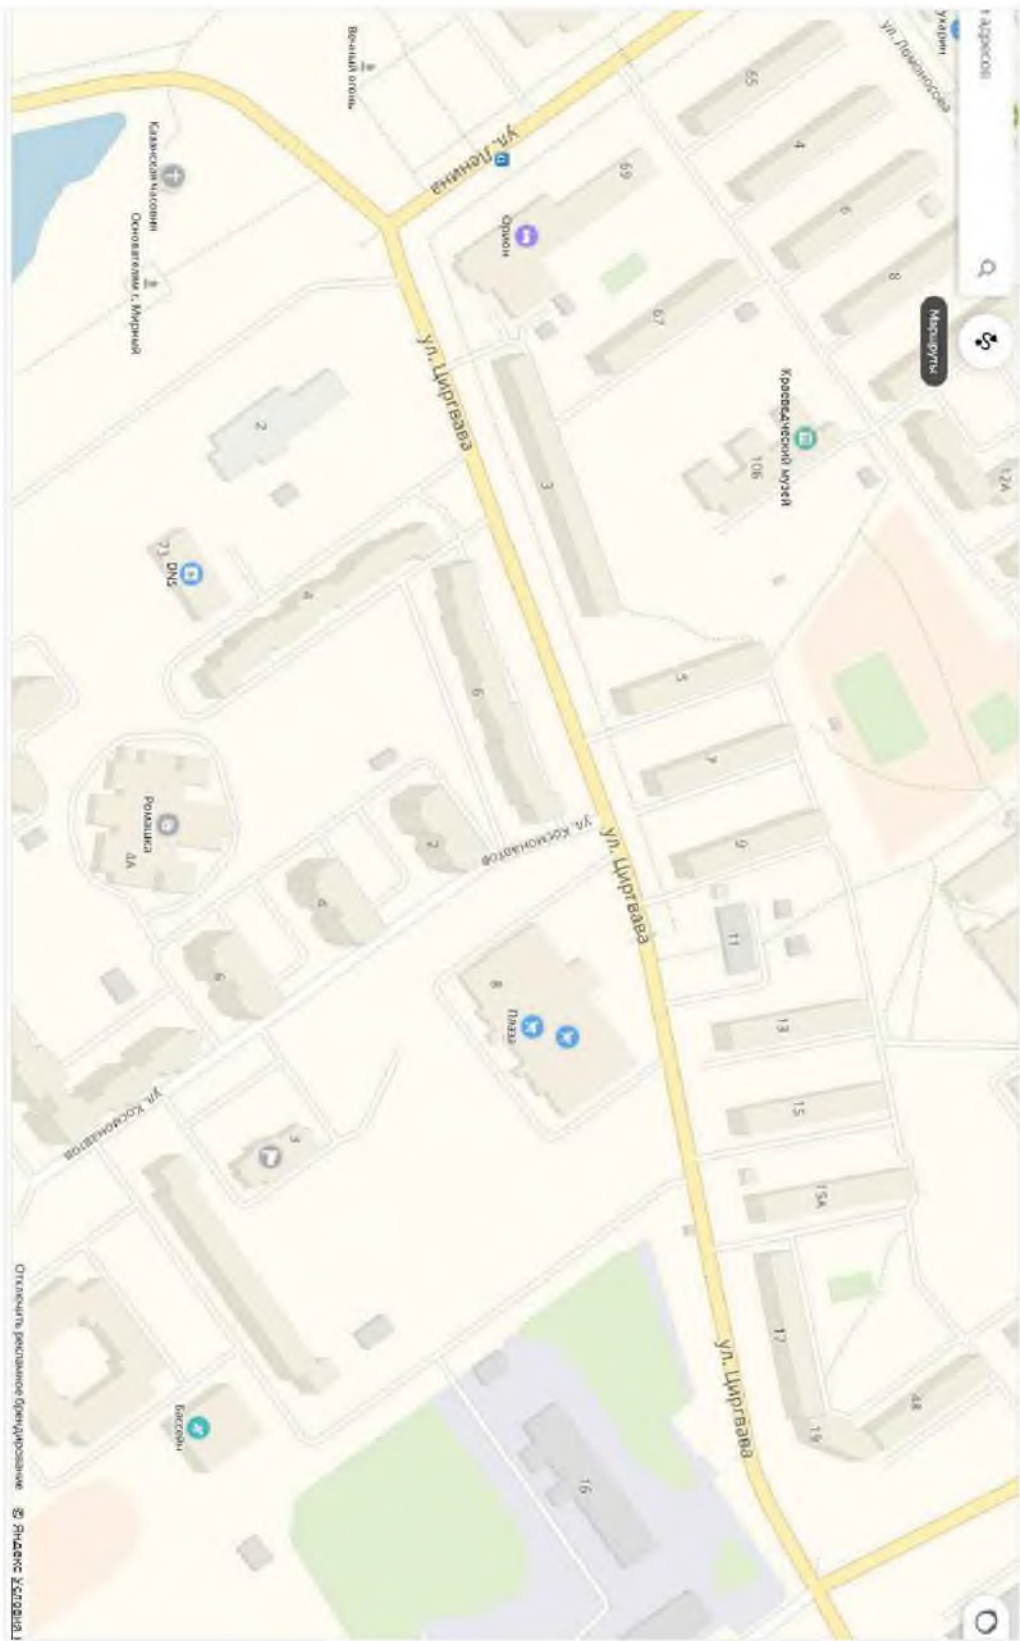 ухарин
ул. Ломоносова
адресов
Маршруты
Вечный огонь
ул. Ленина
Казанская часовня
Основателям г. Мирный
Орион
65
4
6
8
69
67
12А
Краеведческий музей
10Б
ул. Циргвава
2
3
73, DNS
4
6
5
7
9
11
ул. Космонавтов
ул. Циргвава
Ромашка
4А
2
4
6
8
Плаза
13
15
15А
3
ул. Космонавтов
17
19
48
ул. Циргвава
16
Бассейн
Отключить рекламное брендирование
© Яндекс Условия